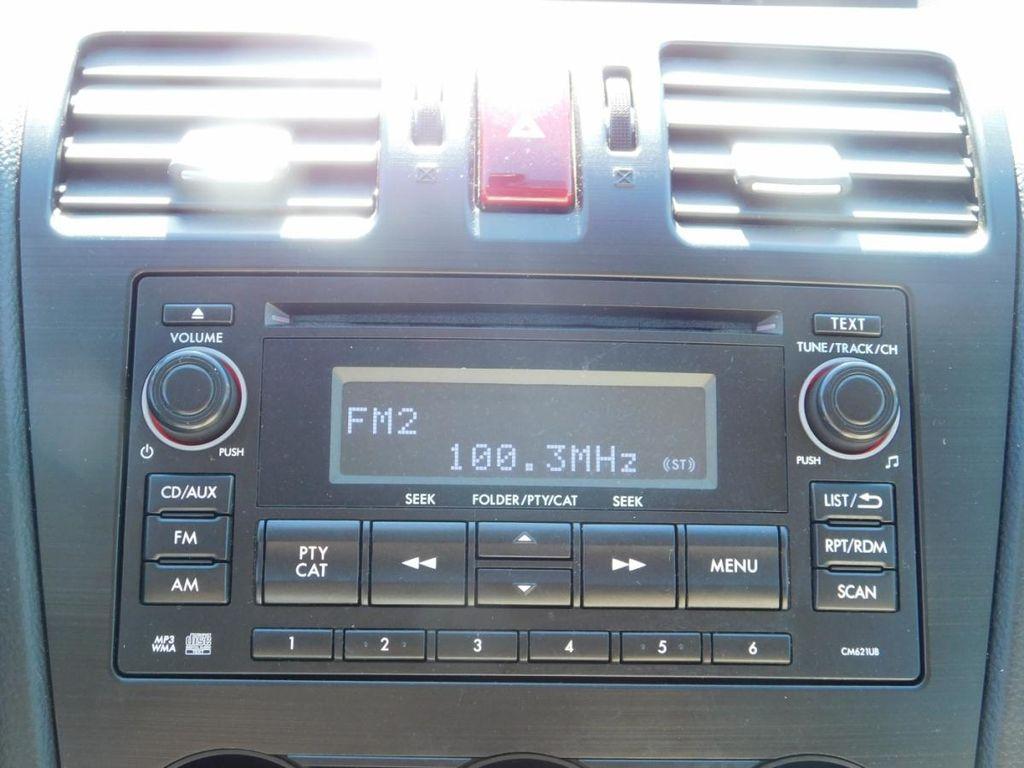 TEXT
VOLUME
TUNE/TRACK/CH
FM2
100.3MHz
((ST))
PUSH
PUSH
CD/AUX
FM
AM
SEEK
FOLDER/PTY/CAT
SEEK
PTY
CAT
MENU
LIST/
RPT/RDM
SCAN
MP3
WMA
disc
1
2
3
4
5
6
CM621UB